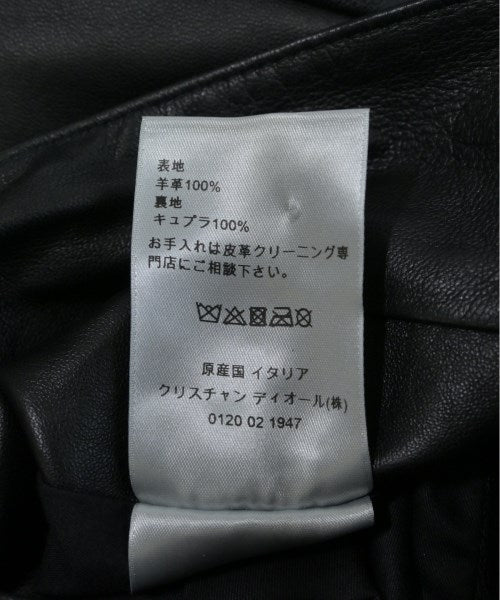 表地
羊革100%
裏地
キュプラ100%
お手入れは皮革クリーニング専
門店にご相談下さい。
原産国 イタリア
クリスチャン ディオール(株)
0120 02 1947